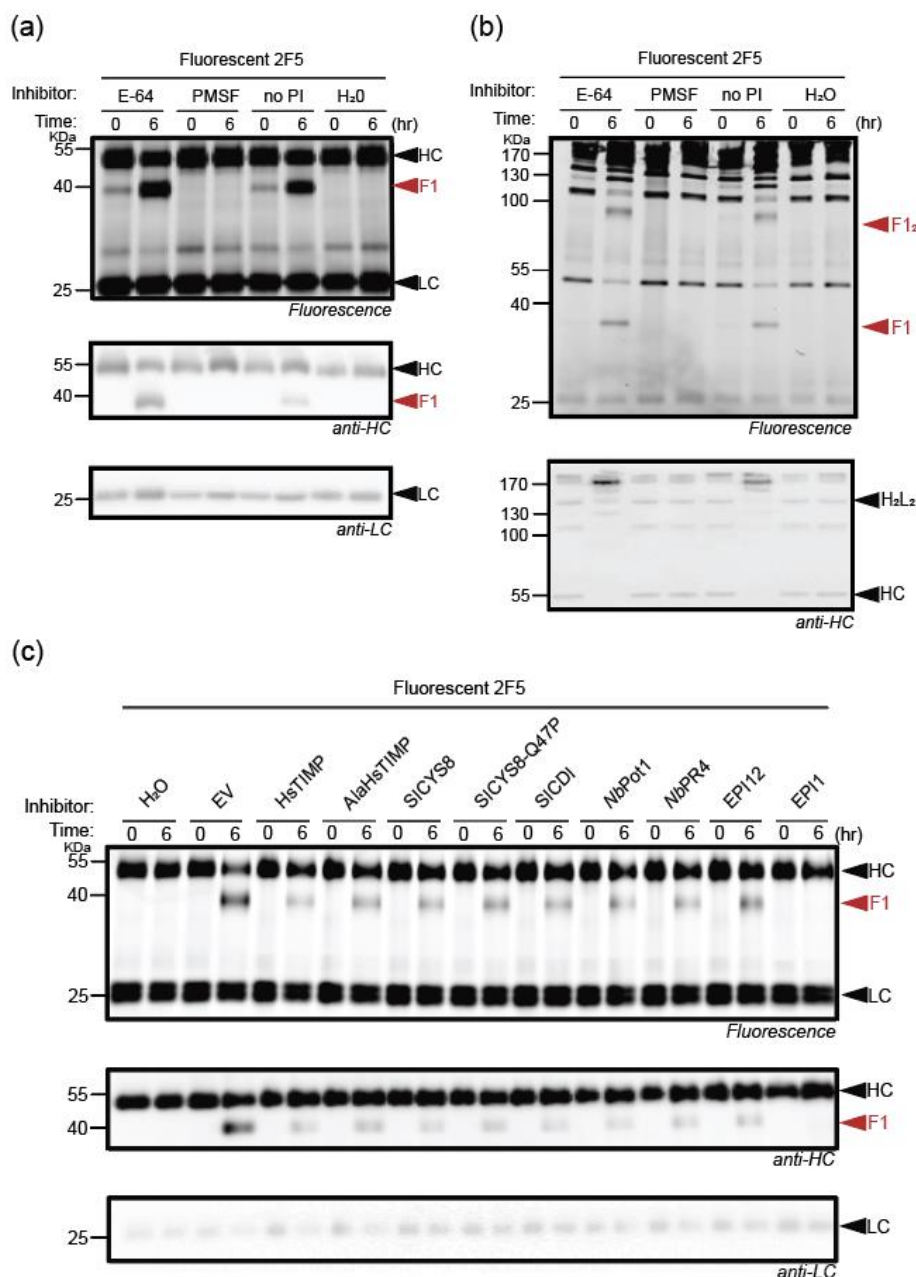 (a)
Fluorescent 2F5
Inhibitor: E-64 PMSF no PI H₂0
Time: 0 6 0 6 0 6 0 6 (hr)
KDa
55 HC
40 F1
25 LC
Fluorescence
55 HC
40 F1
anti-HC
25 LC
anti-LC
(b)
Fluorescent 2F5
Inhibitor: E-64 PMSF no PI H₂O
Time: 0 6 0 6 0 6 0 6 (hr)
KDa
170
130
100
F1₂
55
40
F1
25
Fluorescence
170
H₂L₂
130
100
55 HC
anti-HC
(c)
Fluorescent 2F5
Inhibitor: H₂O EV HsTIMP AlaHsTIMP SlCYS8 SlCYS8-Q47P SlCDI NbPot1 NbPR4 EPI12 EPI1
Time: 0 6 0 6 0 6 0 6 0 6 0 6 0 6 0 6 0 6 0 6 0 6 (hr)
KDa
55 HC
40 F1
25 LC
Fluorescence
55 HC
40 F1
anti-HC
25 LC
anti-LC